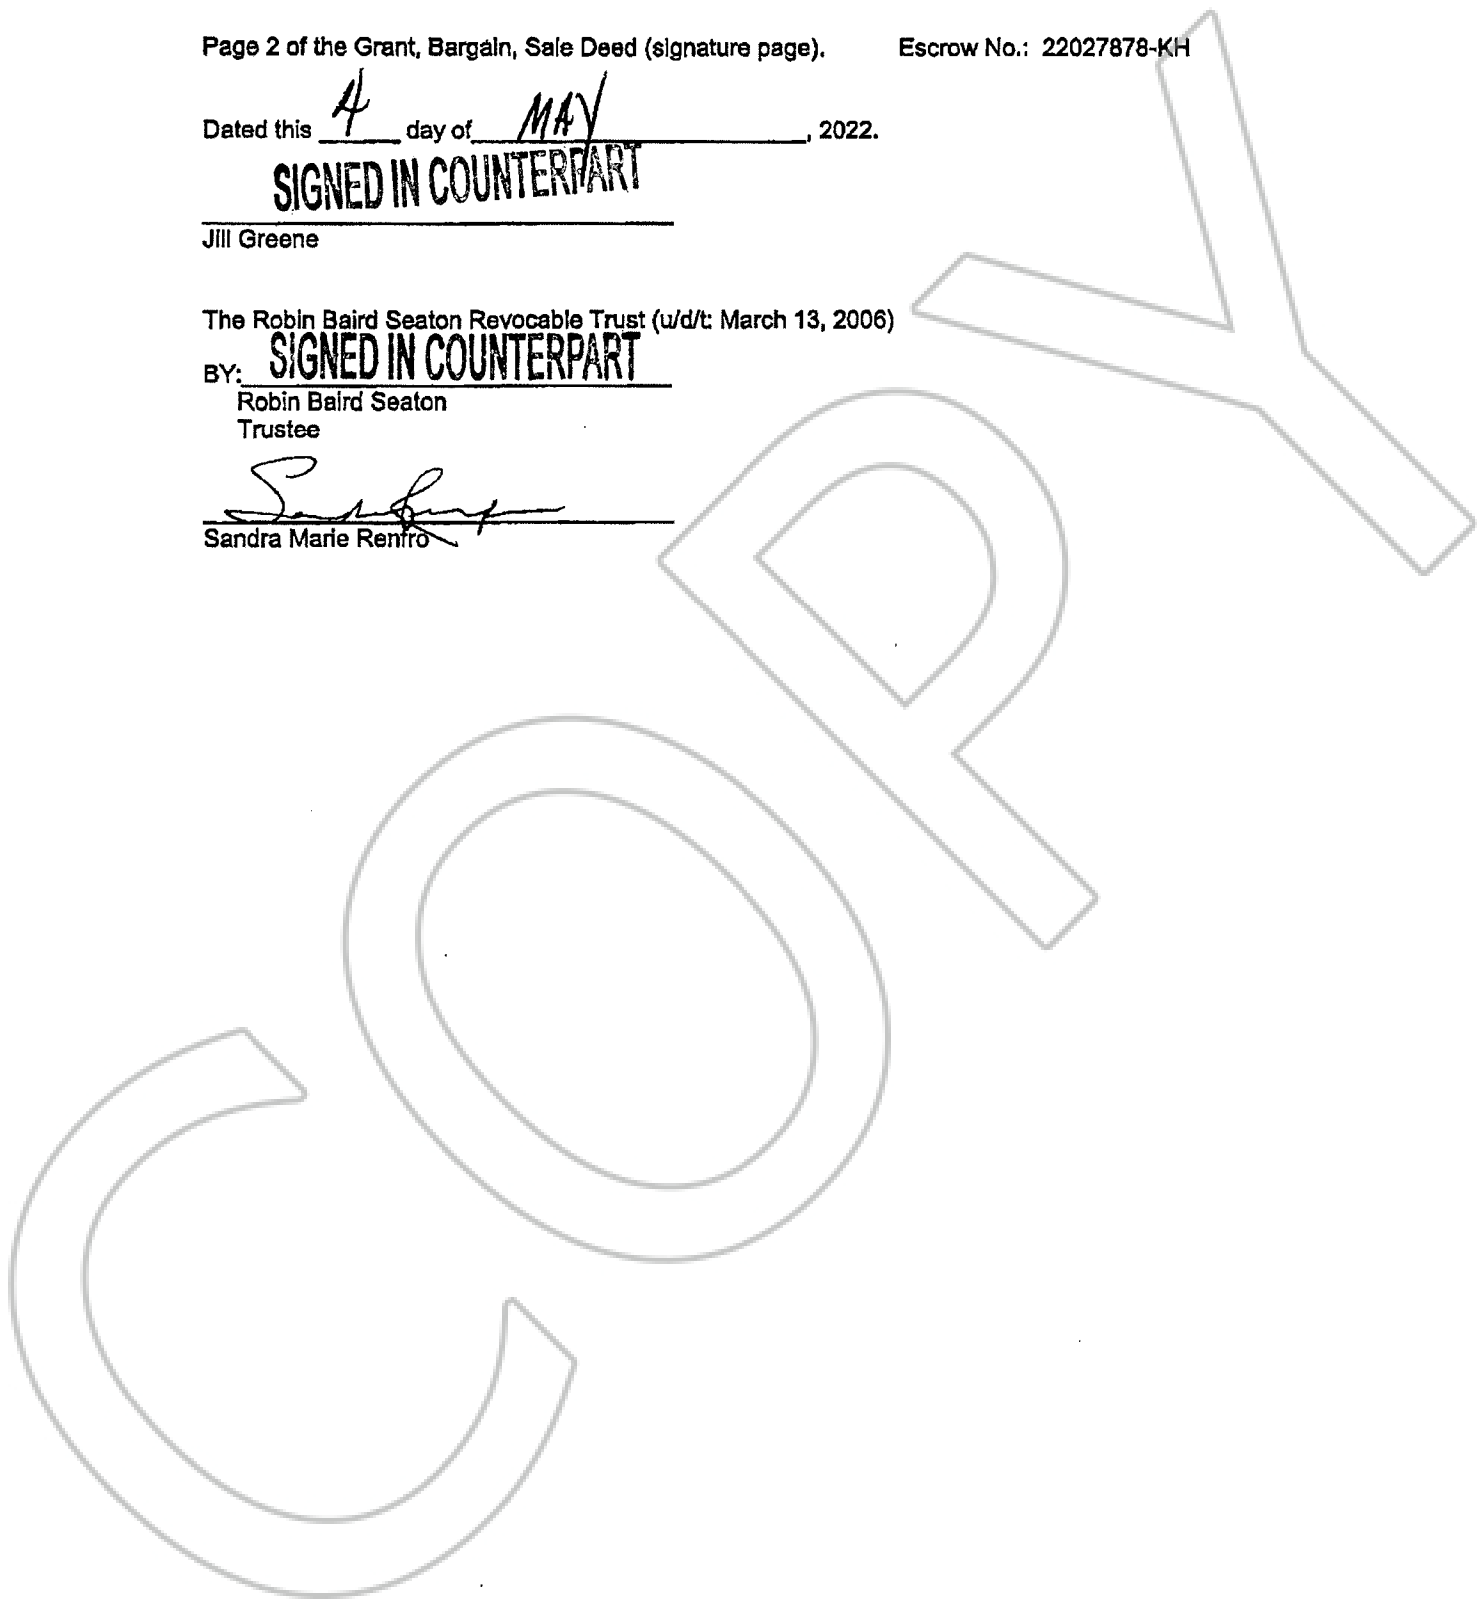 Page 2 of the Grant, Bargain, Sale Deed (signature page). Escrow No.: 22027878-KH
Dated this 4 day of MAY, 2022.
SIGNED IN COUNTERPART
Jill Greene
The Robin Baird Seaton Revocable Trust (u/d/t: March 13, 2006)
BY: SIGNED IN COUNTERPART
Robin Baird Seaton
Trustee
Sandra Marie Renfro
COPY